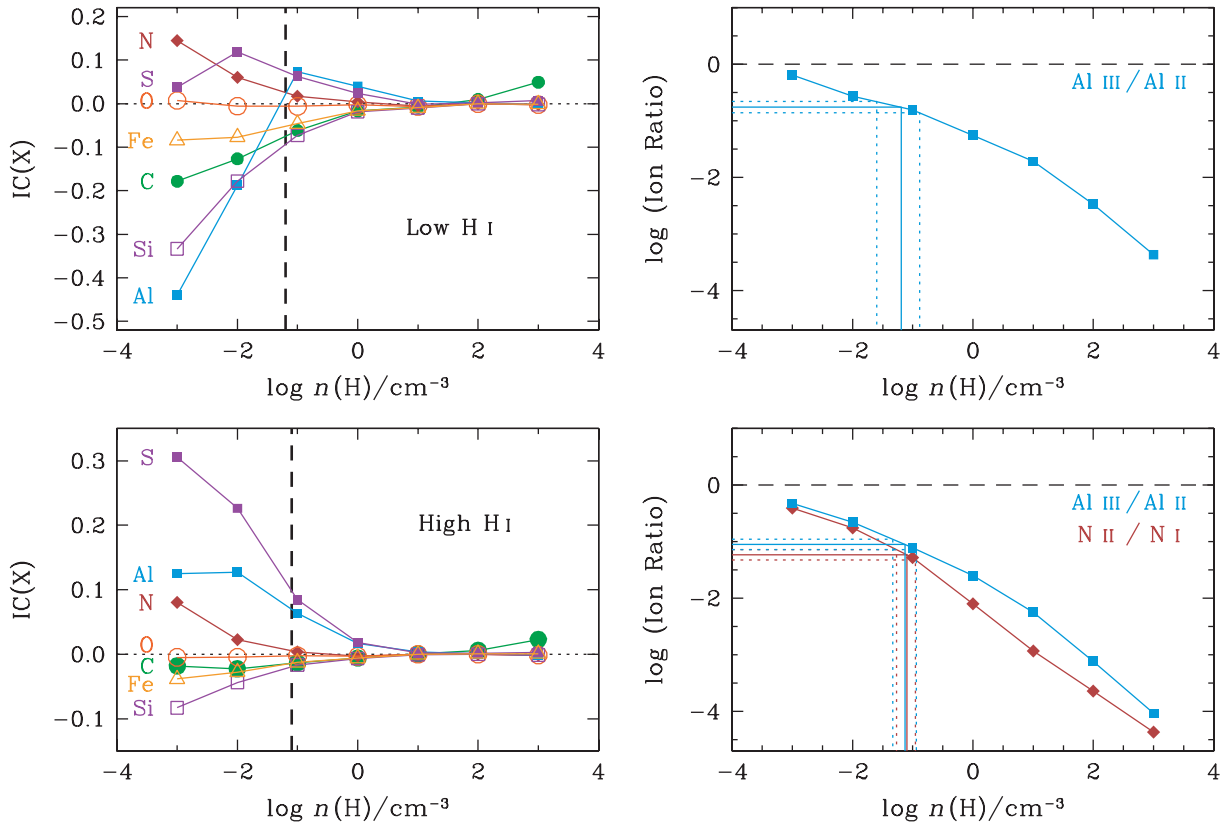 0.2
0.1
0.0
−0.1
−0.2
−0.3
−0.4
−0.5
IC(X)
N
S
O
Fe
C
Si
Al
Low H I
−4
−2
0
2
4
log n(H)/cm⁻³
0
−2
−4
log (Ion Ratio)
Al III/Al II
−4
−2
0
2
4
log n(H)/cm⁻³
0.3
0.2
0.1
0.0
−0.1
IC(X)
S
Al
N
O
C
Fe
Si
High H I
−4
−2
0
2
4
log n(H)/cm⁻³
0
−2
−4
log (Ion Ratio)
Al III/Al II
N II / N I
−4
−2
0
2
4
log n(H)/cm⁻³